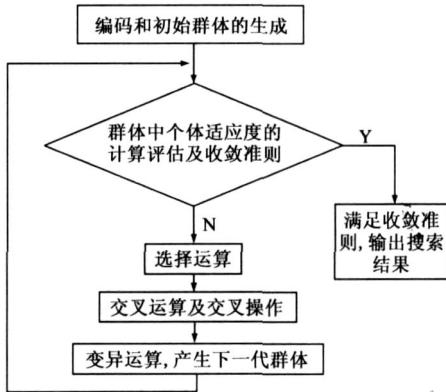 编码和初始群体的生成
群体中个体适应度的
计算评估及收敛准则
Y
N
满足收敛准
则,输出搜索
结果
选择运算
交叉运算及交叉操作
变异运算,产生下一代群体